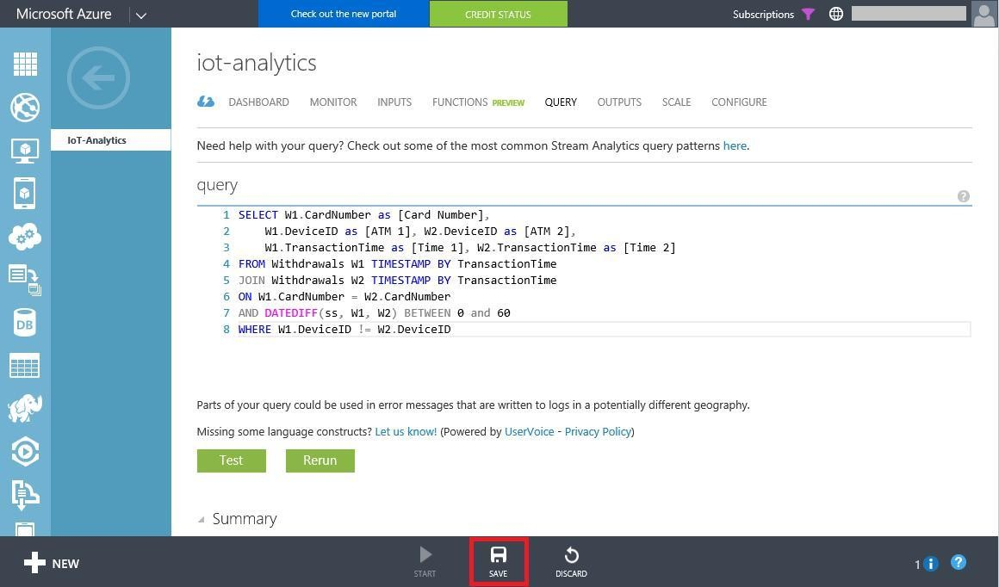 Microsoft Azure
Check out the new portal
CREDIT STATUS
Subscriptions
iot-analytics
DASHBOARD MONITOR INPUTS FUNCTIONS PREVIEW QUERY OUTPUTS SCALE CONFIGURE
IoT-Analytics
Need help with your query? Check out some of the most common Stream Analytics query patterns here.
query
?
1 SELECT W1.CardNumber as [Card Number],
2 W1.DeviceID as [ATM 1], W2.DeviceID as [ATM 2],
3 W1.TransactionTime as [Time 1], W2.TransactionTime as [Time 2]
4 FROM Withdrawals W1 TIMESTAMP BY TransactionTime
5 JOIN Withdrawals W2 TIMESTAMP BY TransactionTime
6 ON W1.CardNumber = W2.CardNumber
7 AND DATEDIFF(ss, W1, W2) BETWEEN 0 and 60
8 WHERE W1.DeviceID != W2.DeviceID
DB
Parts of your query could be used in error messages that are written to logs in a potentially different geography.
Missing some language constructs? Let us know! (Powered by UserVoice - Privacy Policy)
Test Rerun
Summary
NEW
START
SAVE
DISCARD
1 i ?